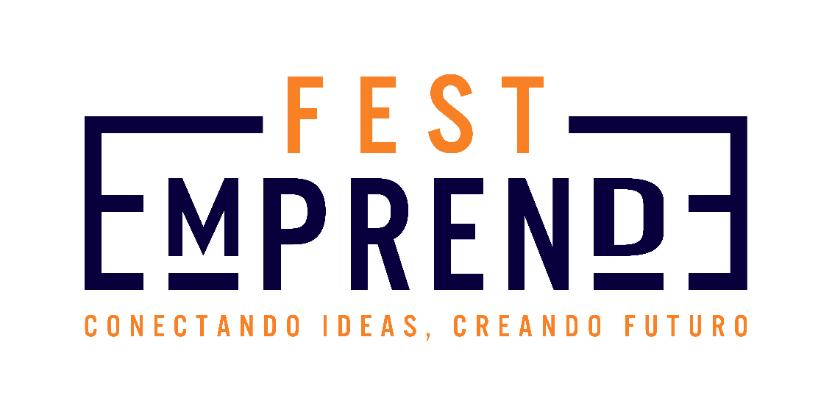 FEST
EMPRENDE
CONECTANDO IDEAS, CREANDO FUTURO